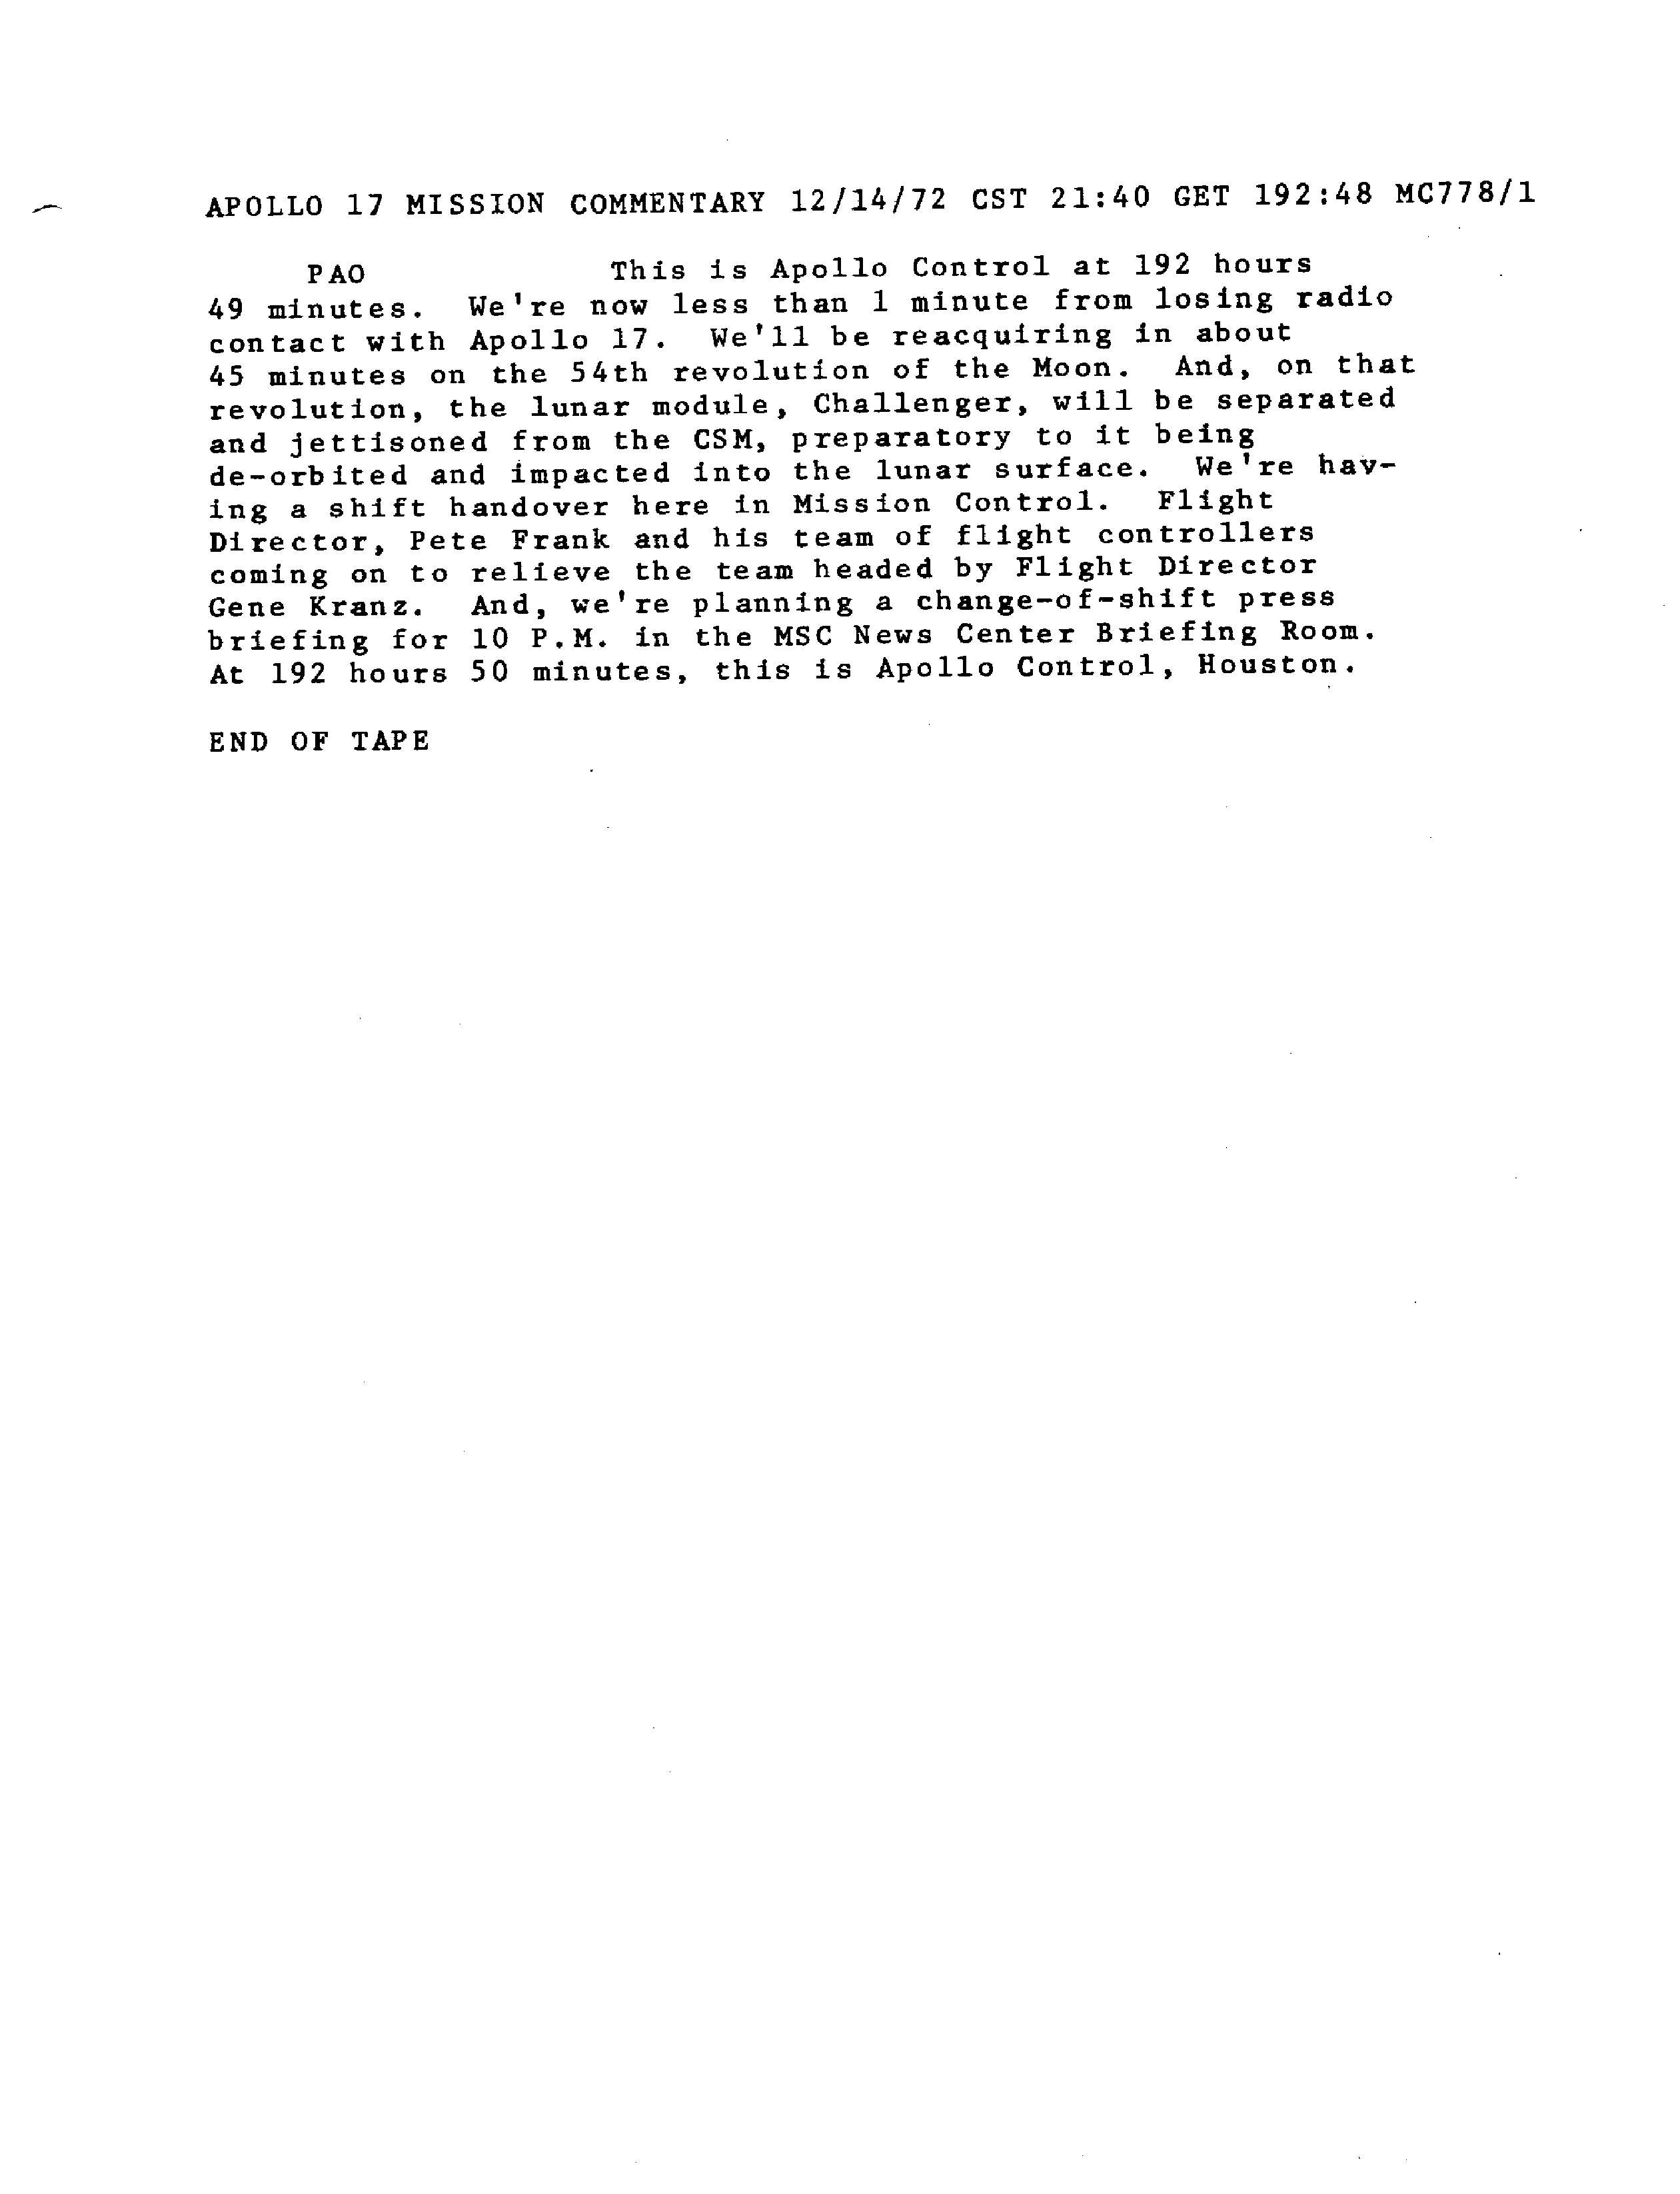 APOLLO 17 MISSION COMMENTARY 12/14/72 CST 21:40 GET 192:48 MC778/1
PAO This is Apollo Control at 192 hours
49 minutes. We're now less than 1 minute from losing radio
contact with Apollo 17. We'll be reacquiring in about
45 minutes on the 54th revolution of the Moon. And, on that
revolution, the lunar module, Challenger, will be separated
and jettisoned from the CSM, preparatory to it being
de-orbited and impacted into the lunar surface. We're hav-
ing a shift handover here in Mission Control. Flight
Director, Pete Frank and his team of flight controllers
coming on to relieve the team headed by Flight Director
Gene Kranz. And, we're planning a change-of-shift press
briefing for 10 P.M. in the MSC News Center Briefing Room.
At 192 hours 50 minutes, this is Apollo Control, Houston.
END OF TAPE